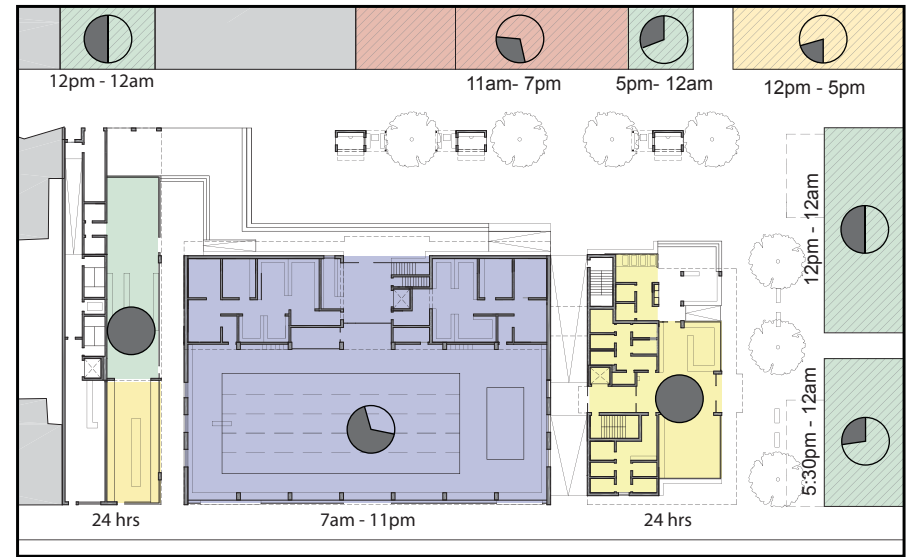 12pm - 12am
11am- 7pm
5pm- 12am
12pm - 5pm
12pm - 12am
5:30pm - 12am
24 hrs
7am - 11pm
24 hrs